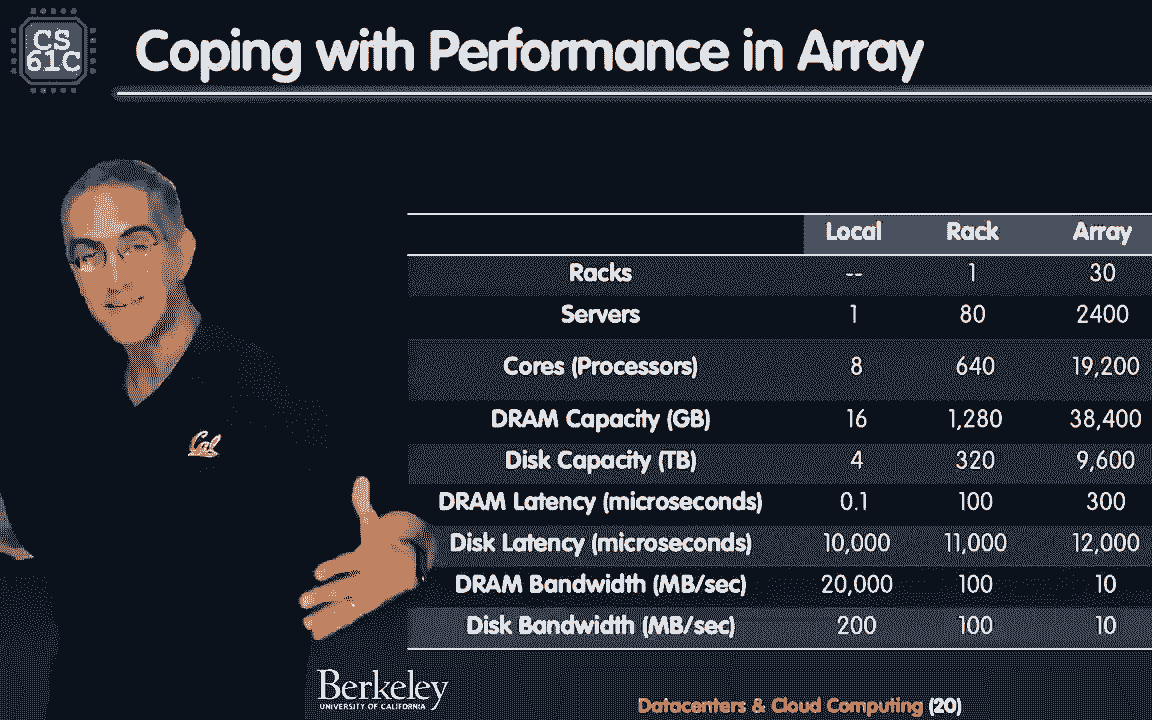 CS
61C
Coping with Performance in Array
Local Rack Array
Racks -- 1 30
Servers 1 80 2400
Cores (Processors) 8 640 19,200
DRAM Capacity (GB) 16 1,280 38,400
Disk Capacity (TB) 4 320 9,600
DRAM Latency (microseconds) 0.1 100 300
Disk Latency (microseconds) 10,000 11,000 12,000
DRAM Bandwidth (MB/sec) 20,000 100 10
Disk Bandwidth (MB/sec) 200 100 10
Cal
Berkeley
UNIVERSITY OF CALIFORNIA
Datacenters & Cloud Computing (20)